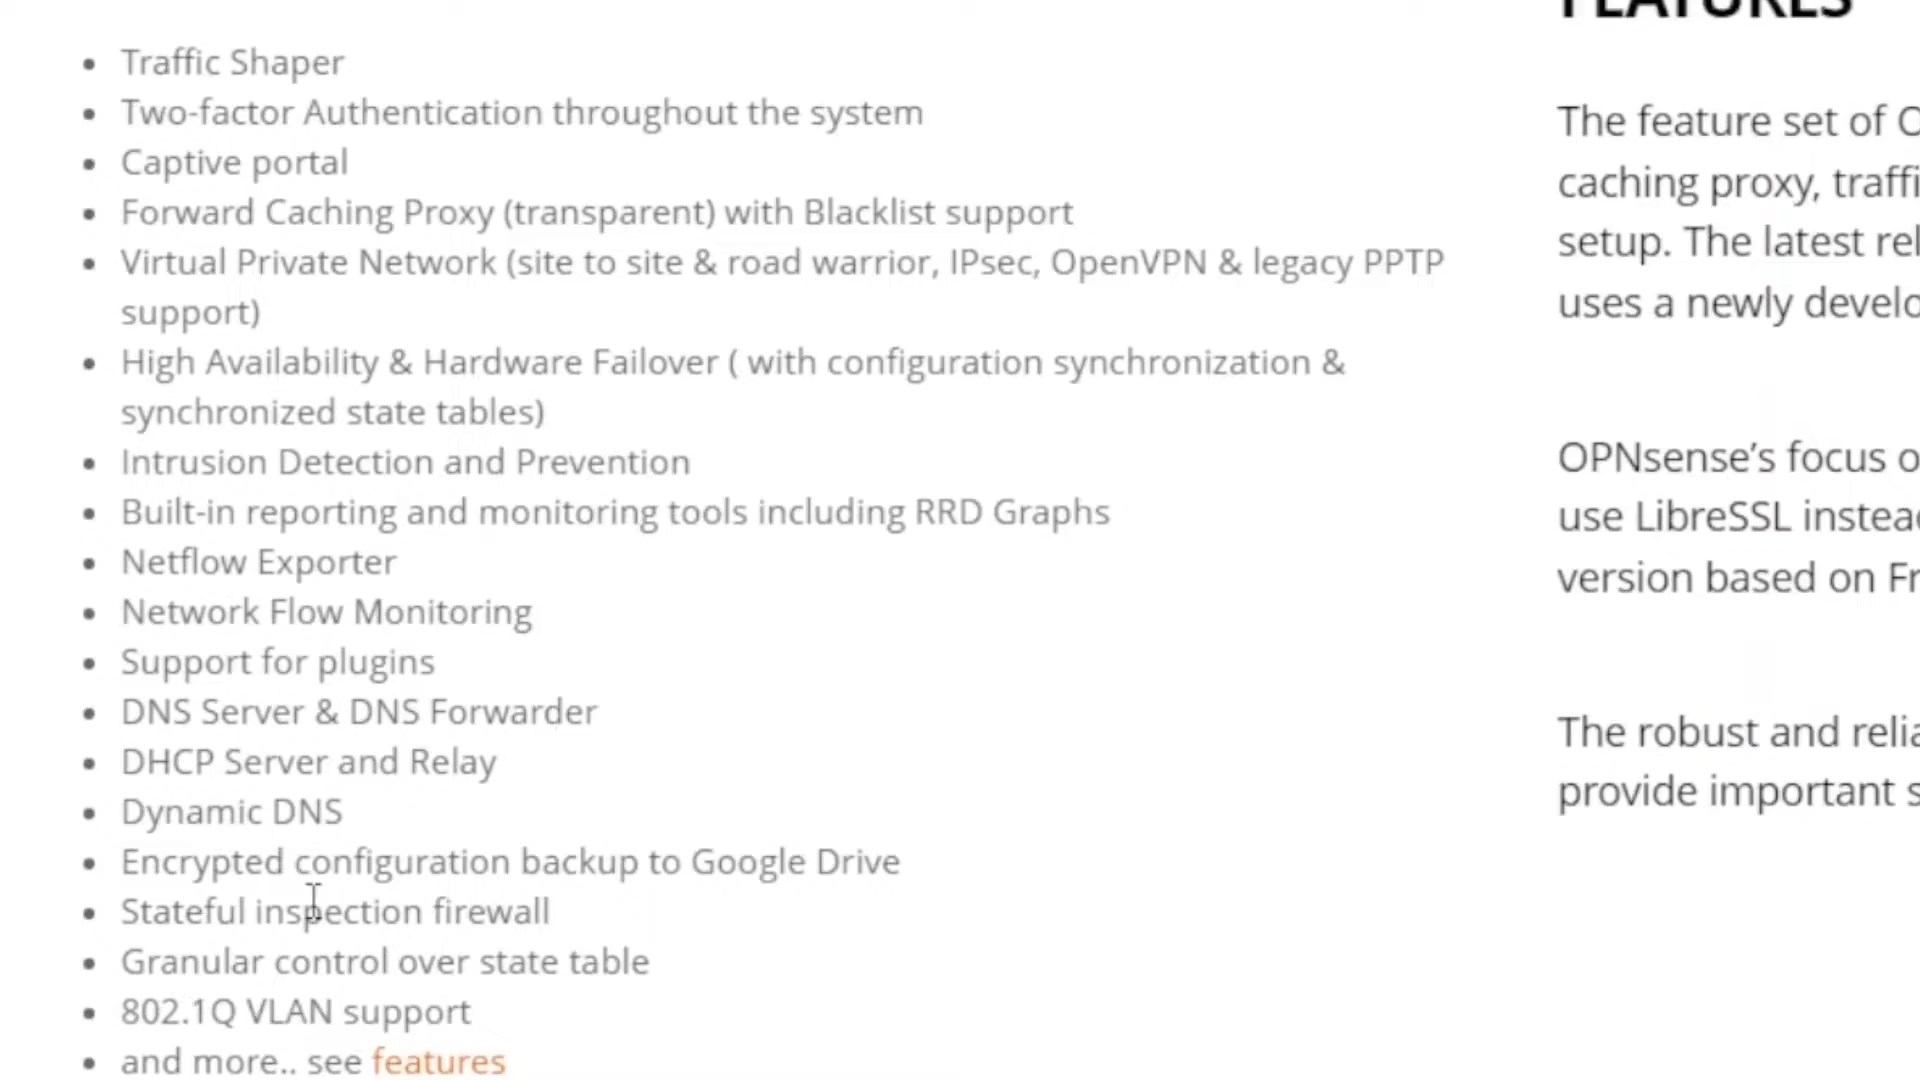 Traffic Shaper
Two-factor Authentication throughout the system
Captive portal
Forward Caching Proxy (transparent) with Blacklist support
Virtual Private Network (site to site & road warrior, IPsec, OpenVPN & legacy PPTP
support)
High Availability & Hardware Failover ( with configuration synchronization &
synchronized state tables)
Intrusion Detection and Prevention
Built-in reporting and monitoring tools including RRD Graphs
Netflow Exporter
Network Flow Monitoring
Support for plugins
DNS Server & DNS Forwarder
DHCP Server and Relay
Dynamic DNS
Encrypted configuration backup to Google Drive
Stateful inspection firewall
Granular control over state table
802.1Q VLAN support
and more.. see features
FEATURES
The feature set of
caching proxy,
setup. The latest
uses a newly
OPNsense's focus
use LibreSSL
version based on
The robust and
provide important